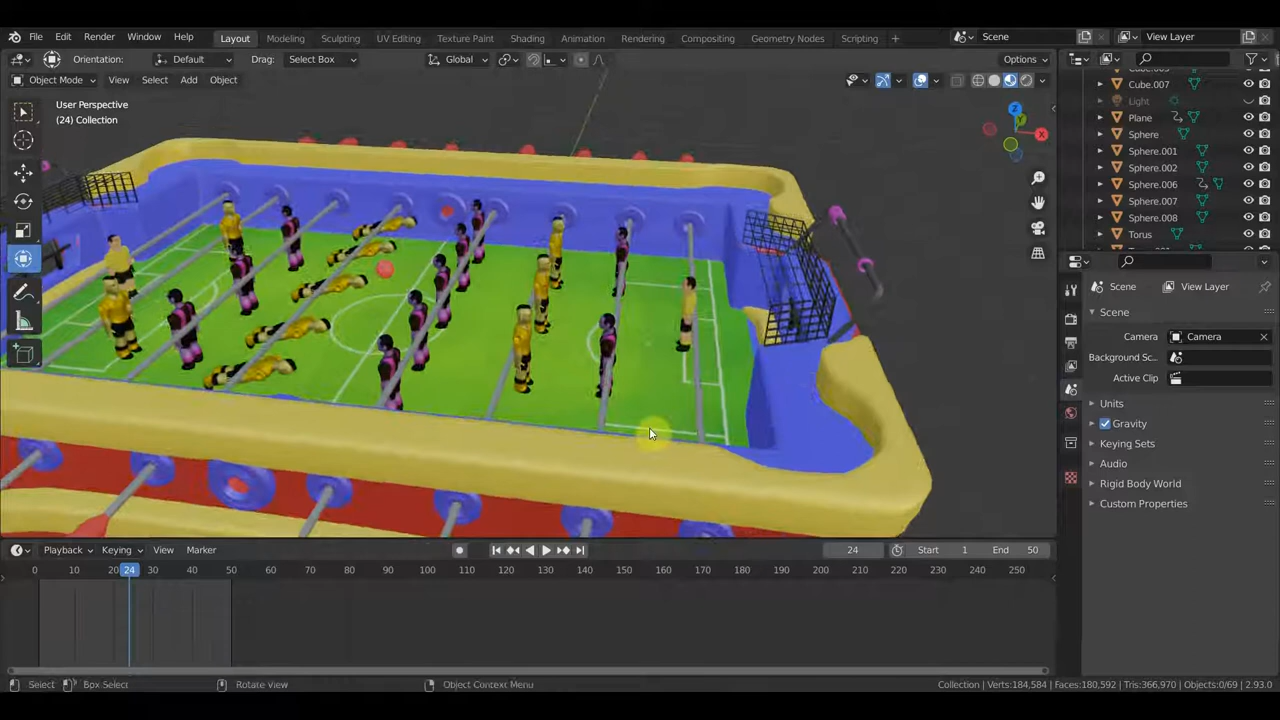 File Edit Render Window Help Layout Modeling Sculpting UV Editing Texture Paint Shading Animation Rendering Compositing Geometry Nodes Scripting + Scene View Layer
Orientation: Default Drag: Select Box Global Options
Object Mode View Select Add Object
User Perspective
(24) Collection
Z
X
Cube.007
Light
Plane
Sphere
Sphere.001
Sphere.002
Sphere.006
Sphere.007
Sphere.008
Torus
Scene View Layer
Scene
Camera Camera
Background Sc...
Active Clip
Units
Gravity
Keying Sets
Audio
Rigid Body World
Custom Properties
Playback Keying View Marker 24 Start 1 End 50
0 10 20 24 30 40 50 60 70 80 90 100 110 120 130 140 150 160 170 180 190 200 210 220 230 240 250
Select Box Select Rotate View Object Context Menu Collection | Verts:184,584 | Faces:180,592 | Tris:366,970 | Objects:0/69 | 2.93.0